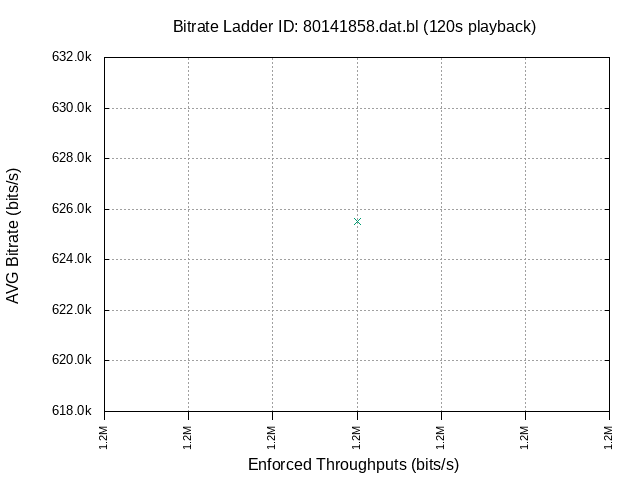 Bitrate Ladder ID: 80141858.dat.bl (120s playback)
632.0k
630.0k
628.0k
626.0k
624.0k
622.0k
620.0k
618.0k
AVG Bitrate (bits/s)
1.2M 1.2M 1.2M 1.2M 1.2M 1.2M 1.2M
Enforced Throughputs (bits/s)